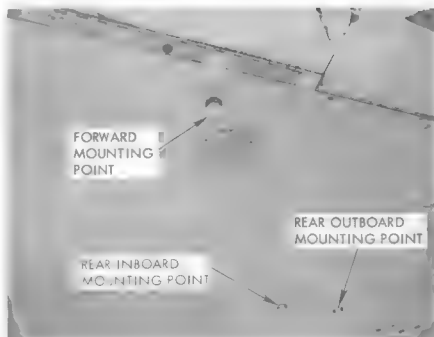 FORWARD
MOUNTING
POINT
REAR OUTBOARD
MOUNTING POINT
REAR INBOARD
MOUNTING POINT